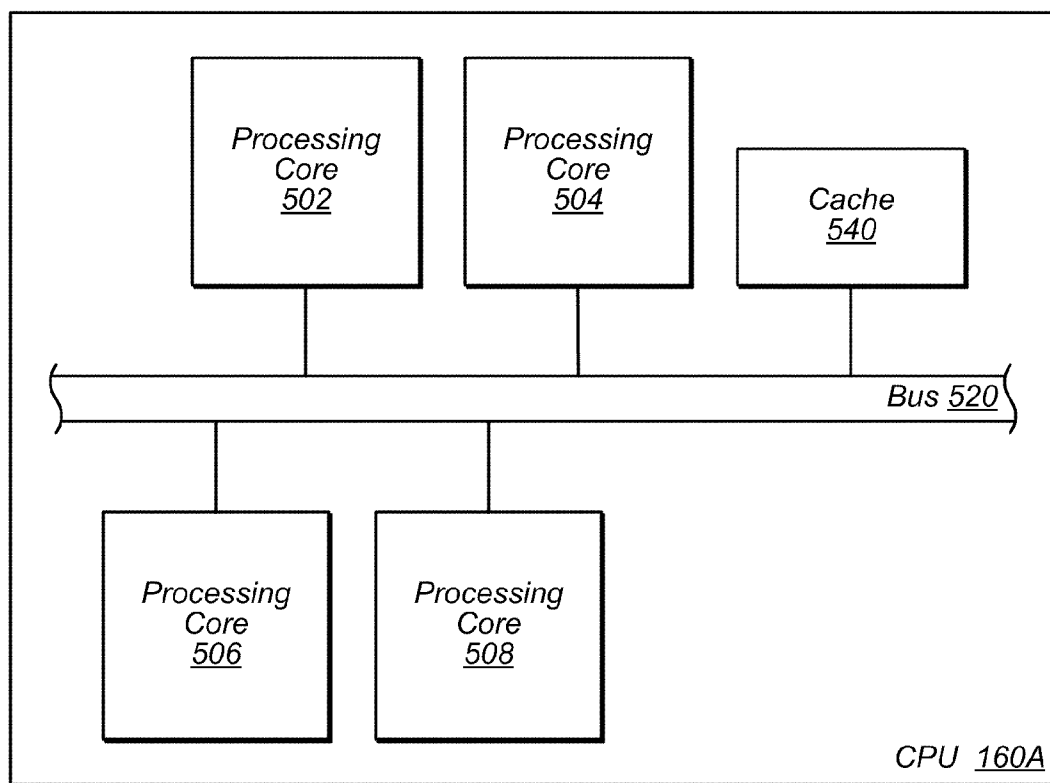 Processing
Core
502
Processing
Core
504
Cache
540
Bus 520
Processing
Core
506
Processing
Core
508
CPU 160A